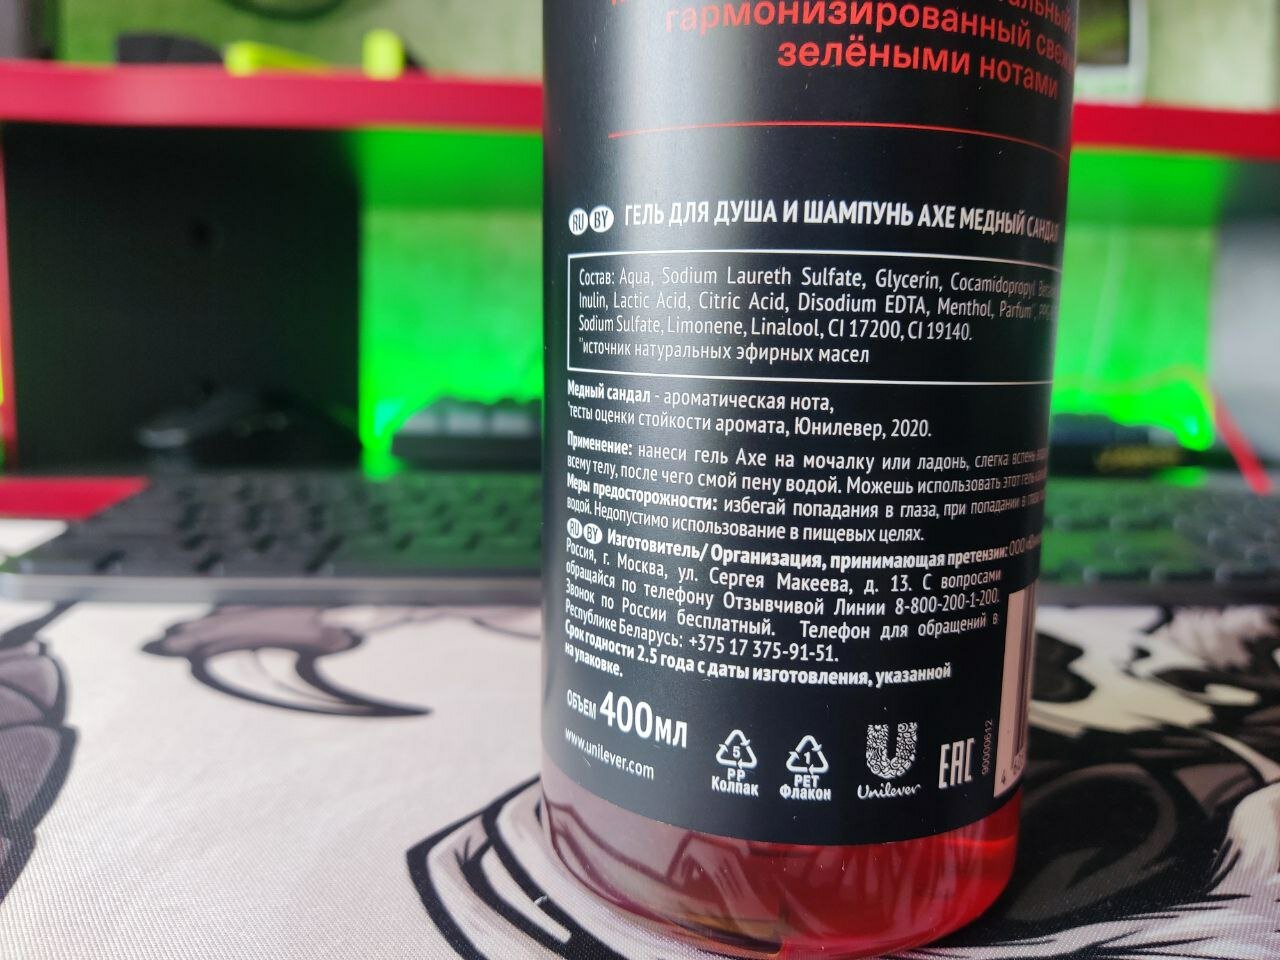 гармонизированный
зелёными нотами
RU BY ГЕЛЬ ДЛЯ ДУША И ШАМПУНЬ AXE МЕДНЫЙ САНДАЛ
Состав: Aqua, Sodium Laureth Sulfate, Glycerin, Cocamidopropyl
Inulin, Lactic Acid, Citric Acid, Disodium EDTA, Menthol, Parfum**,
Sodium Sulfate, Limonene, Linalool, CI 17200, CI 19140.
**источник натуральных эфирных масел
Медный сандал - ароматическая нота,
*тесты оценки стойкости аромата, Юнилевер, 2020.
Применение: нанеси гель Axe на мочалку или ладонь, слегка вспень
всему телу, после чего смой пену водой. Можешь использовать этот гель
Меры предосторожности: избегай попадания в глаза, при попадании в
водой. Недопустимо использование в пищевых целях.
RU BY Изготовитель/ Организация, принимающая претензии: ООО
Россия, г. Москва, ул. Сергея Макеева, д. 13. С вопросами
обращайся по телефону Отзывчивой Линии 8-800-200-1-200.
Звонок по России бесплатный. Телефон для обращений в
Республике Беларусь: +375 17 375-91-51.
Срок годности 2.5 года с даты изготовления, указанной
на упаковке.
ОБЪЕМ 400мл
www.unilever.com
5
PP
Колпак
1
PET
Флакон
Unilever
EAC
90000612